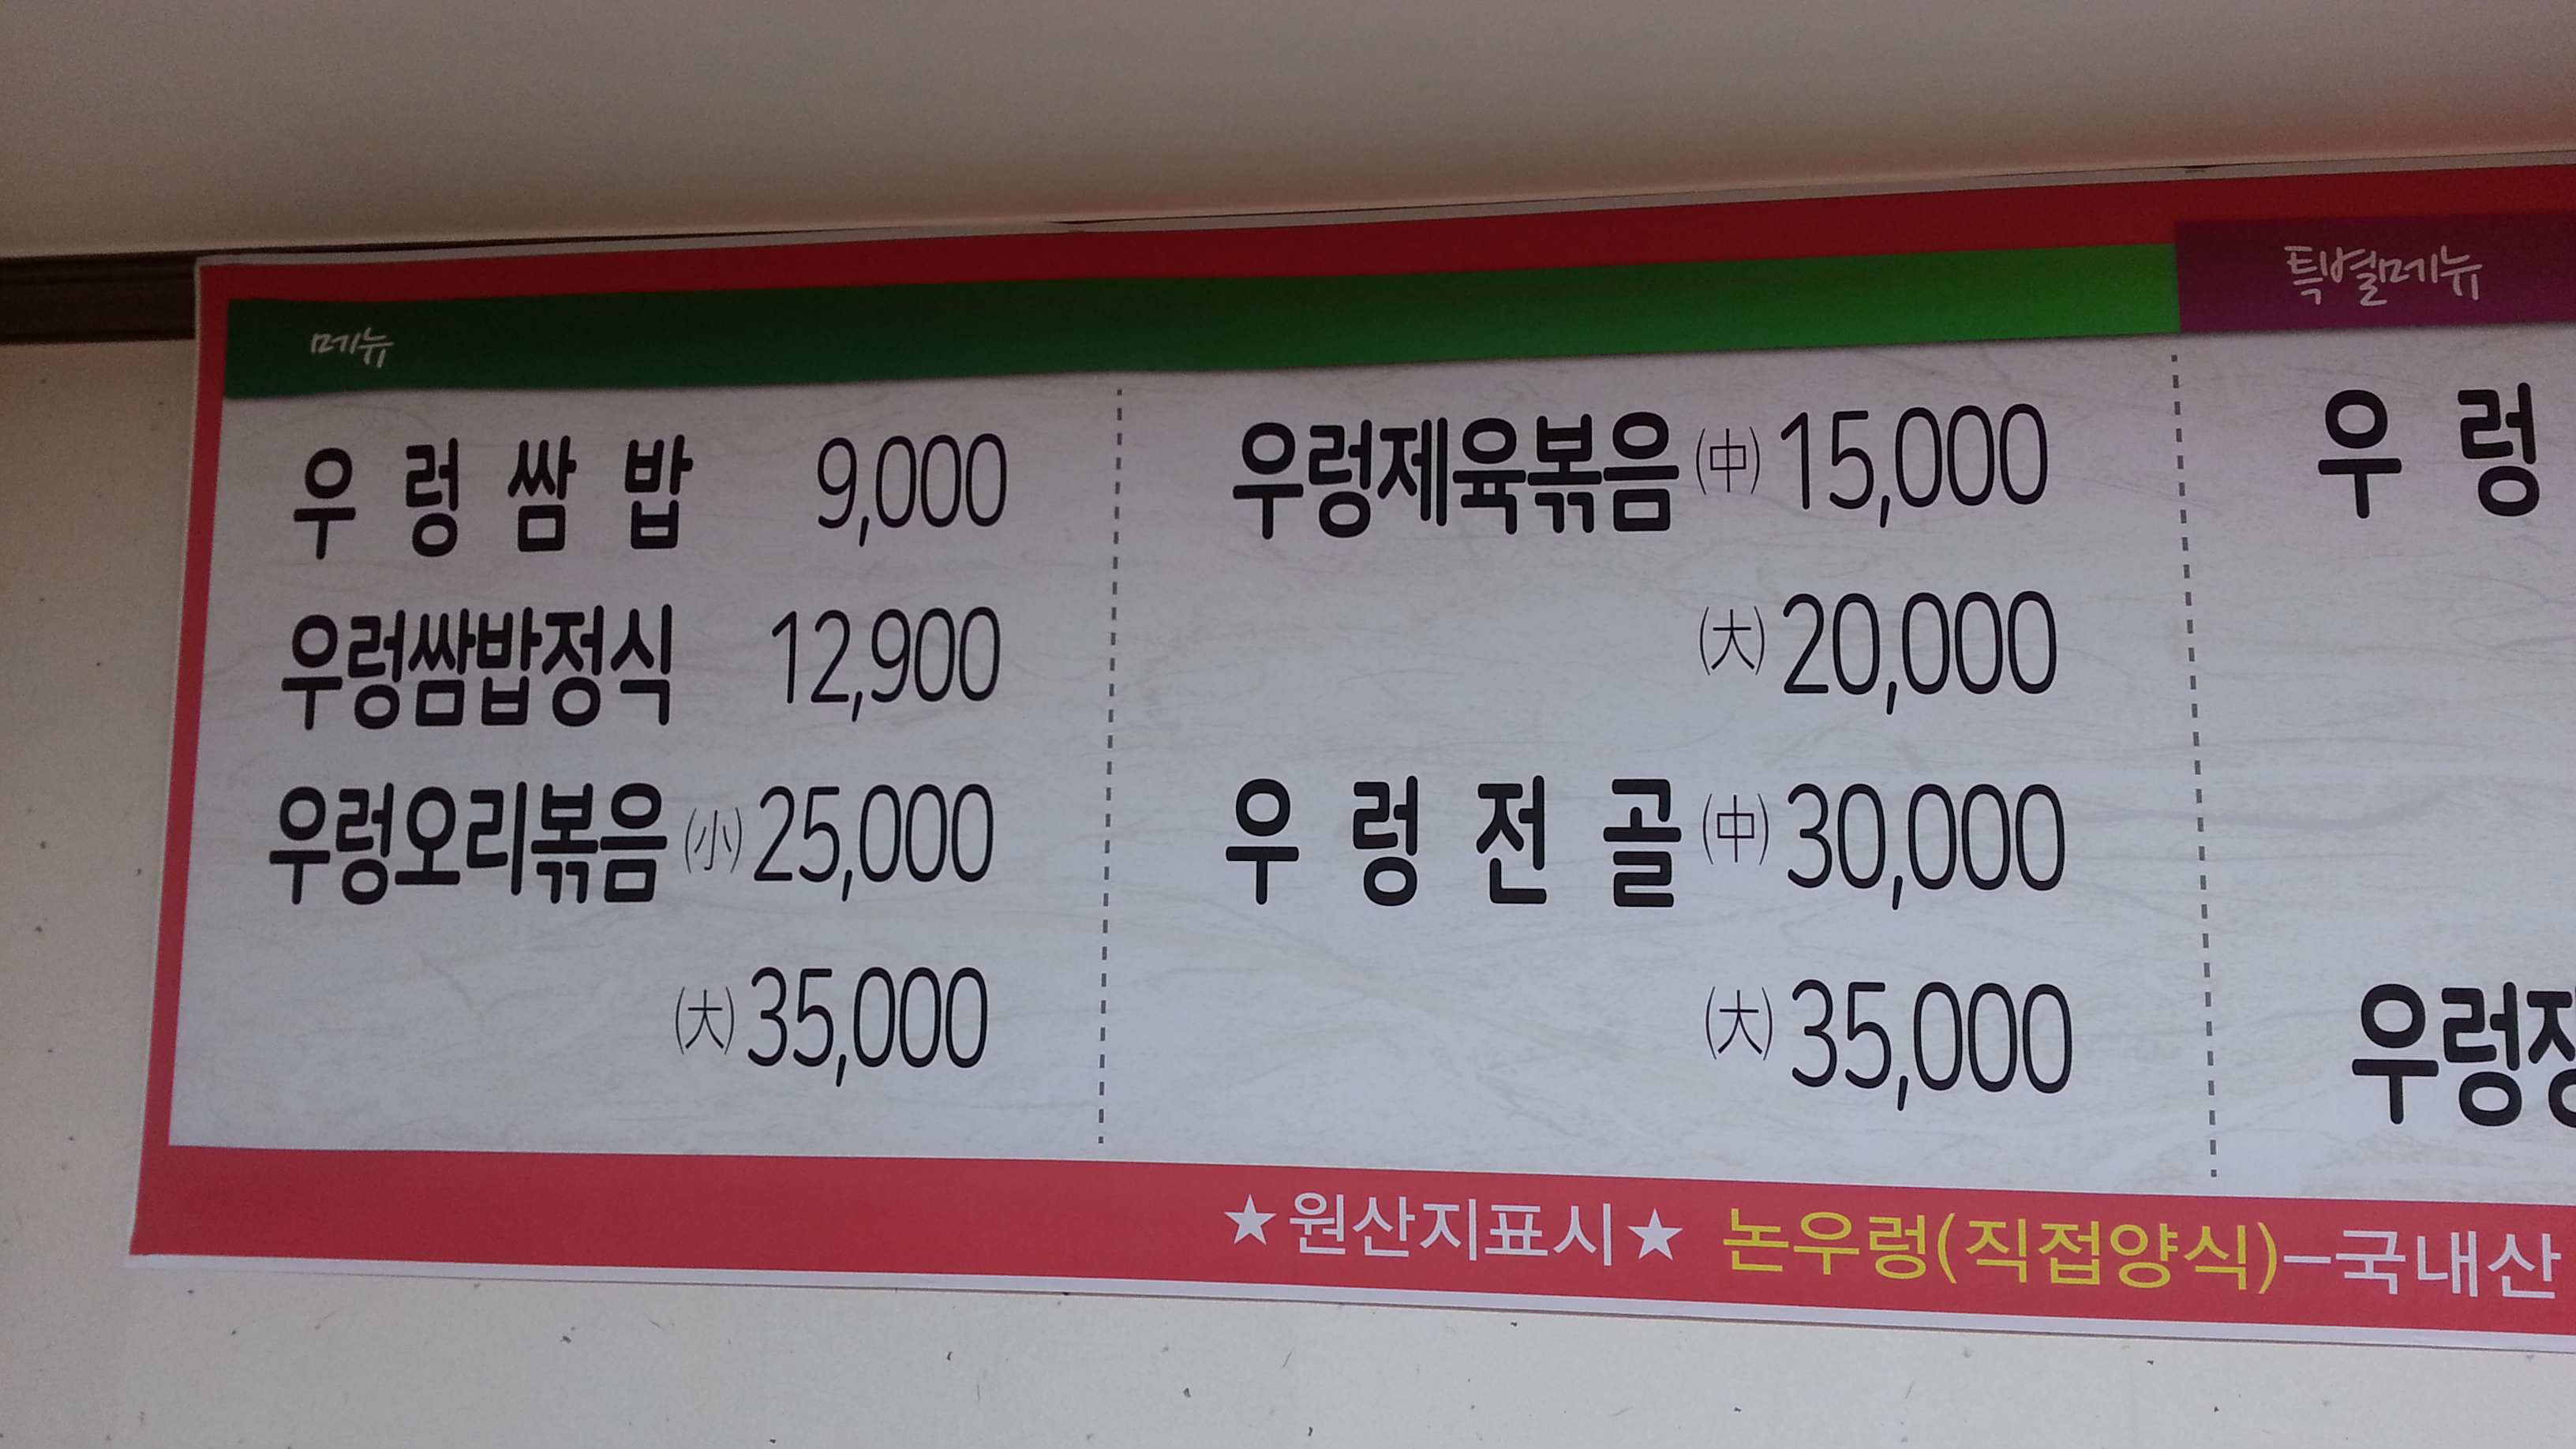 메뉴
우렁쌈밥 9,000
우렁쌈밥정식 12,900
우렁오리볶음 (小) 25,000
(大) 35,000
우렁제육볶음 (中) 15,000
(大) 20,000
우렁전골 (中) 30,000
(大) 35,000
특별메뉴
우렁
우렁
★원산지표시★ 논우렁(직접양식)–국내산